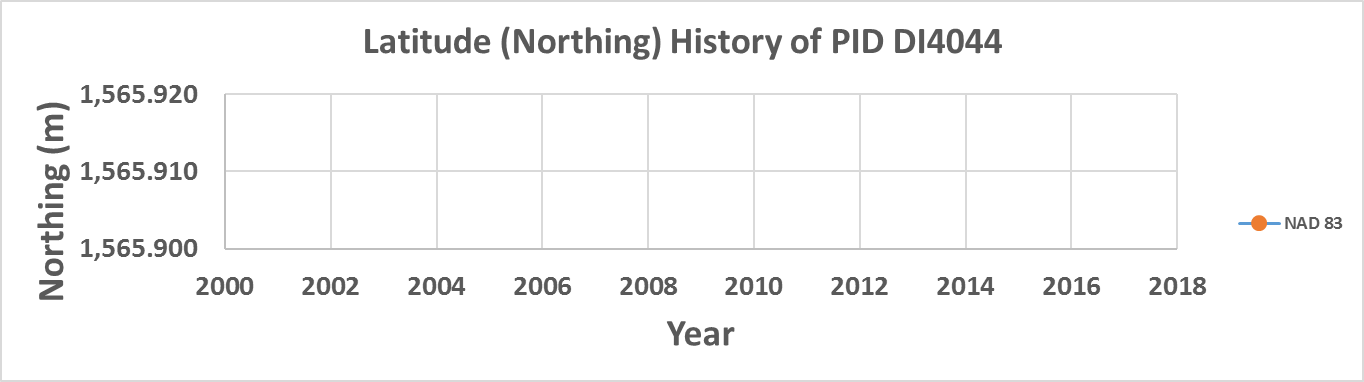 Latitude (Northing) History of PID DI4044
Northing (m)
1,565.920
1,565.910
1,565.900
2000 2002 2004 2006 2008 2010 2012 2014 2016 2018
Year
NAD 83